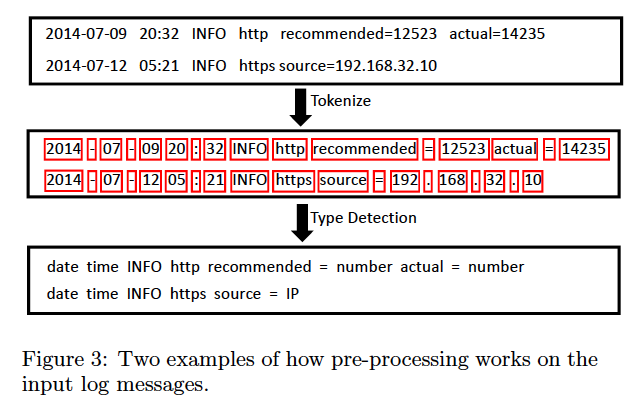 2014-07-09 20:32 INFO http recommended=12523 actual=14235
2014-07-12 05:21 INFO https source=192.168.32.10
Tokenize
2014 - 07 - 09 20 : 32 INFO http recommended = 12523 actual = 14235
2014 - 07 - 12 05 : 21 INFO https source = 192 . 168 . 32 . 10
Type Detection
date time INFO http recommended = number actual = number
date time INFO https source = IP
Figure 3: Two examples of how pre-processing works on the
input log messages.